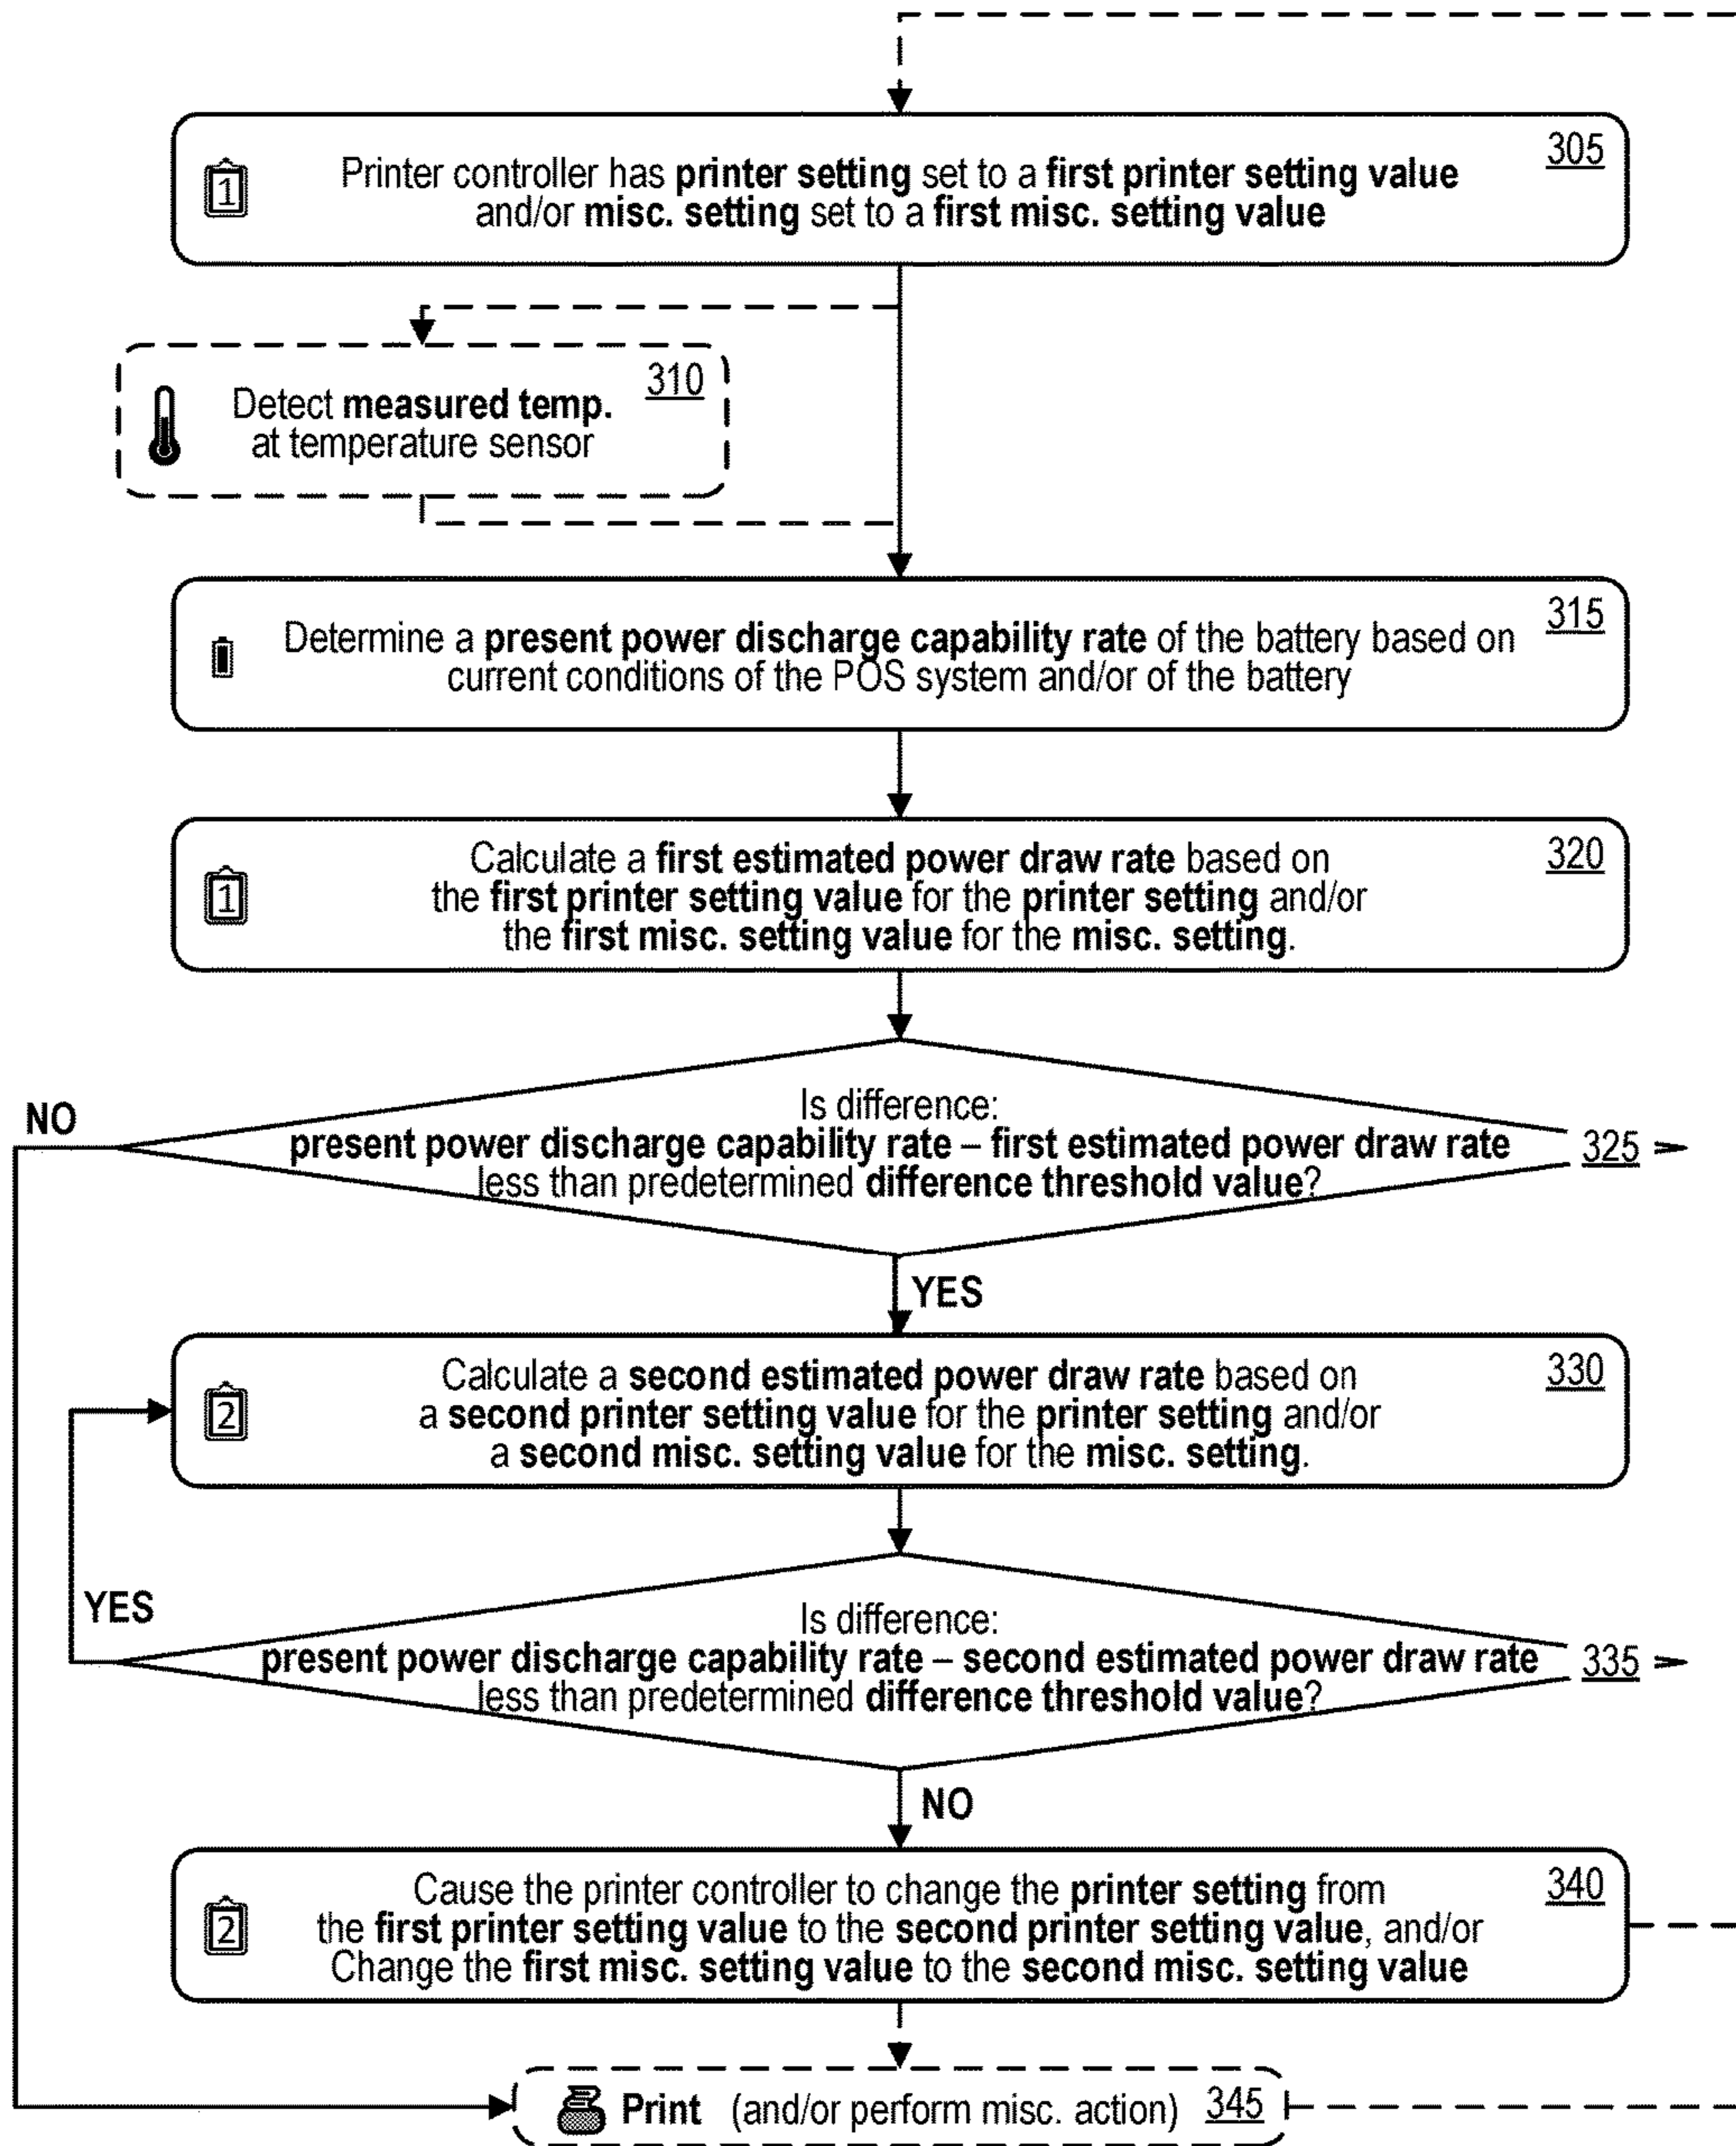 305
1
Printer controller has printer setting set to a first printer setting value
and/or misc. setting set to a first misc. setting value
310
Detect measured temp.
at temperature sensor
315
Determine a present power discharge capability rate of the battery based on
current conditions of the POS system and/or of the battery
320
1
Calculate a first estimated power draw rate based on
the first printer setting value for the printer setting and/or
the first misc. setting value for the misc. setting.
NO
Is difference:
present power discharge capability rate – first estimated power draw rate
less than predetermined difference threshold value?
325
YES
330
2
Calculate a second estimated power draw rate based on
a second printer setting value for the printer setting and/or
a second misc. setting value for the misc. setting.
YES
Is difference:
present power discharge capability rate – second estimated power draw rate
less than predetermined difference threshold value?
335
NO
340
2
Cause the printer controller to change the printer setting from
the first printer setting value to the second printer setting value, and/or
Change the first misc. setting value to the second misc. setting value
Print (and/or perform misc. action) 345